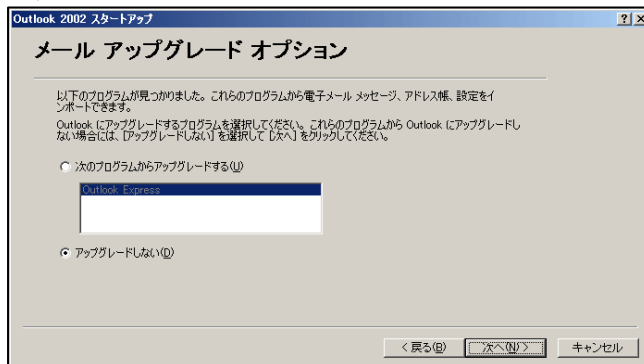 Outlook 2002 スタートアップ
メール アップグレード オプション
以下のプログラムが見つかりました。これらのプログラムから電子メール メッセージ、アドレス帳、設定をイ
ンポートできます。
Outlook にアップグレードするプログラムを選択してください。これらのプログラムから Outlook にアップグレードし
ない場合には、[アップグレードしない] を選択して [次へ] をクリックしてください。
次のプログラムからアップグレードする(U)
Outlook Express
アップグレードしない(D)
< 戻る(B)
次へ(N) >
キャンセル